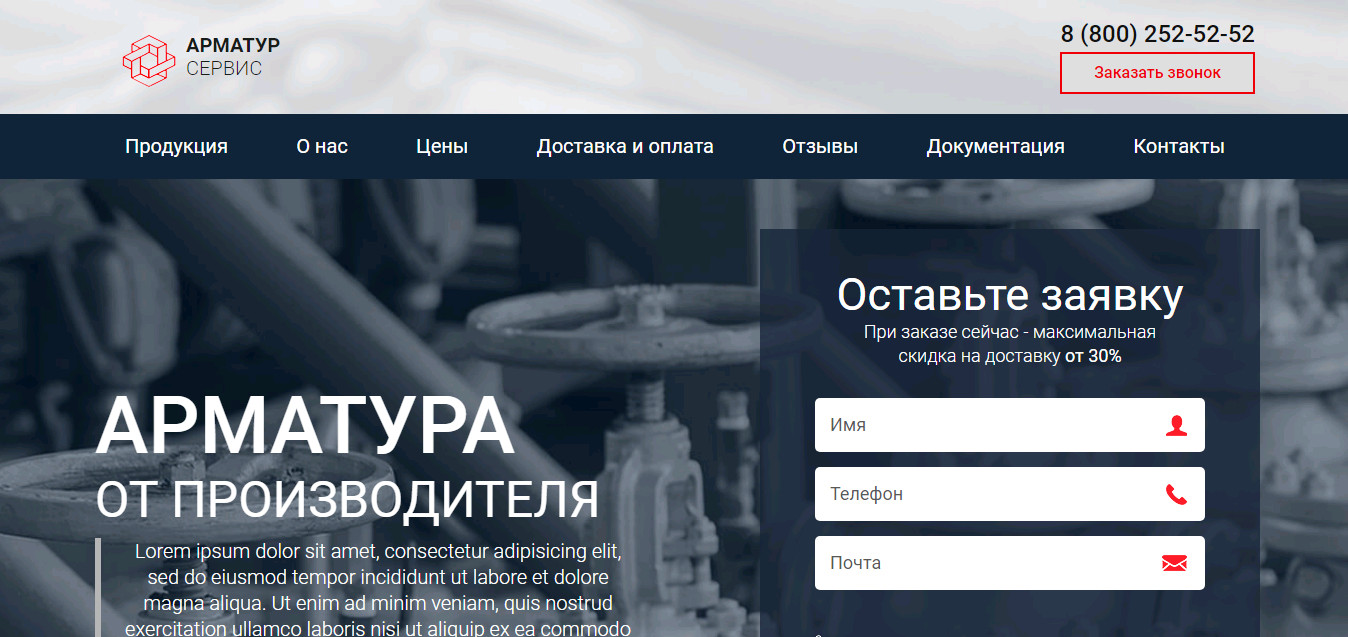 АРМАТУР
СЕРВИС
8 (800) 252-52-52
Заказать звонок
Продукция О нас Цены Доставка и оплата Отзывы Документация Контакты
АРМАТУРА
ОТ ПРОИЗВОДИТЕЛЯ
Lorem ipsum dolor sit amet, consectetur adipisicing elit,
sed do eiusmod tempor incididunt ut labore et dolore
magna aliqua. Ut enim ad minim veniam, quis nostrud
exercitation ullamco laboris nisi ut aliquip ex ea commodo
Оставьте заявку
При заказе сейчас - максимальная
скидка на доставку от 30%
Имя
Телефон
Почта